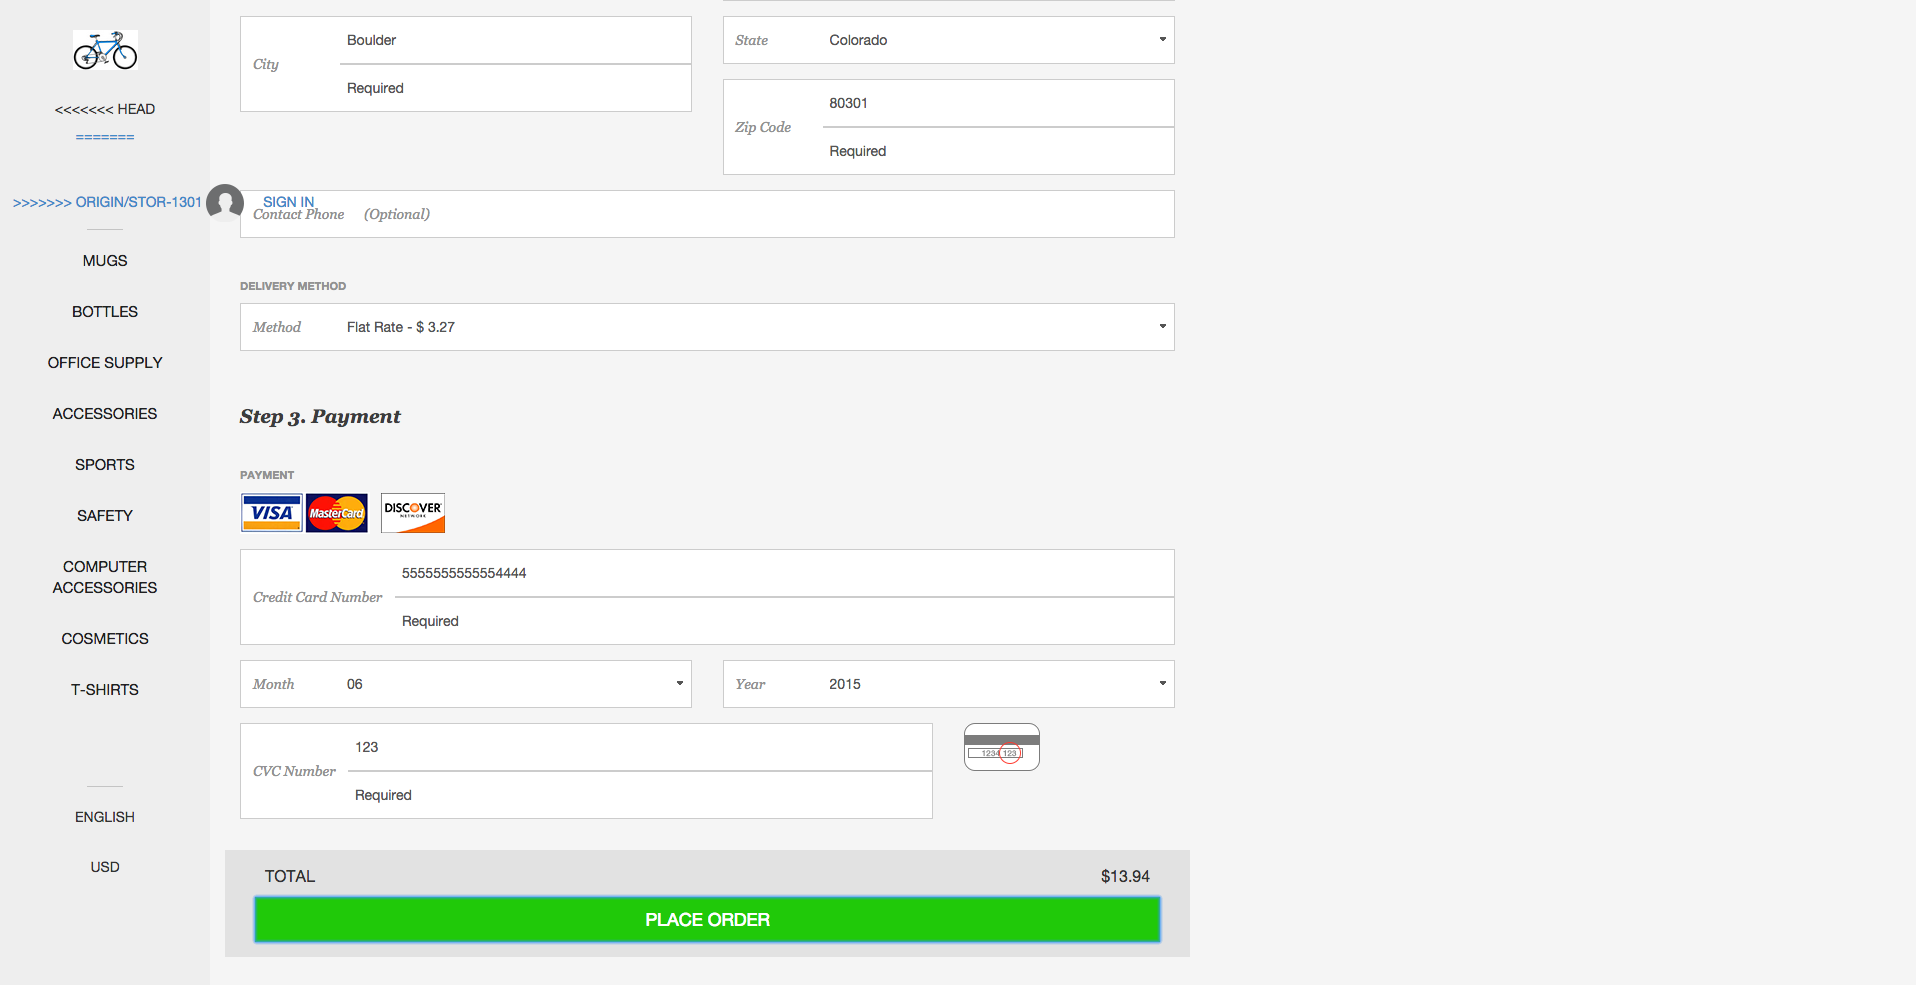 <<<<<<< HEAD
=======
>>>>>>> ORIGIN/STOR-1301
SIGN IN
MUGS
BOTTLES
OFFICE SUPPLY
ACCESSORIES
SPORTS
SAFETY
COMPUTER
ACCESSORIES
COSMETICS
T-SHIRTS
ENGLISH
USD
City
Boulder
Required
State Colorado
Zip Code
80301
Required
Contact Phone (Optional)
DELIVERY METHOD
Method Flat Rate - $ 3.27
Step 3. Payment
PAYMENT
VISA
MasterCard
DISCOVER
NETWORK
Credit Card Number
5555555555554444
Required
Month 06
Year 2015
CVC Number
123
Required
1234 123
TOTAL $13.94
PLACE ORDER